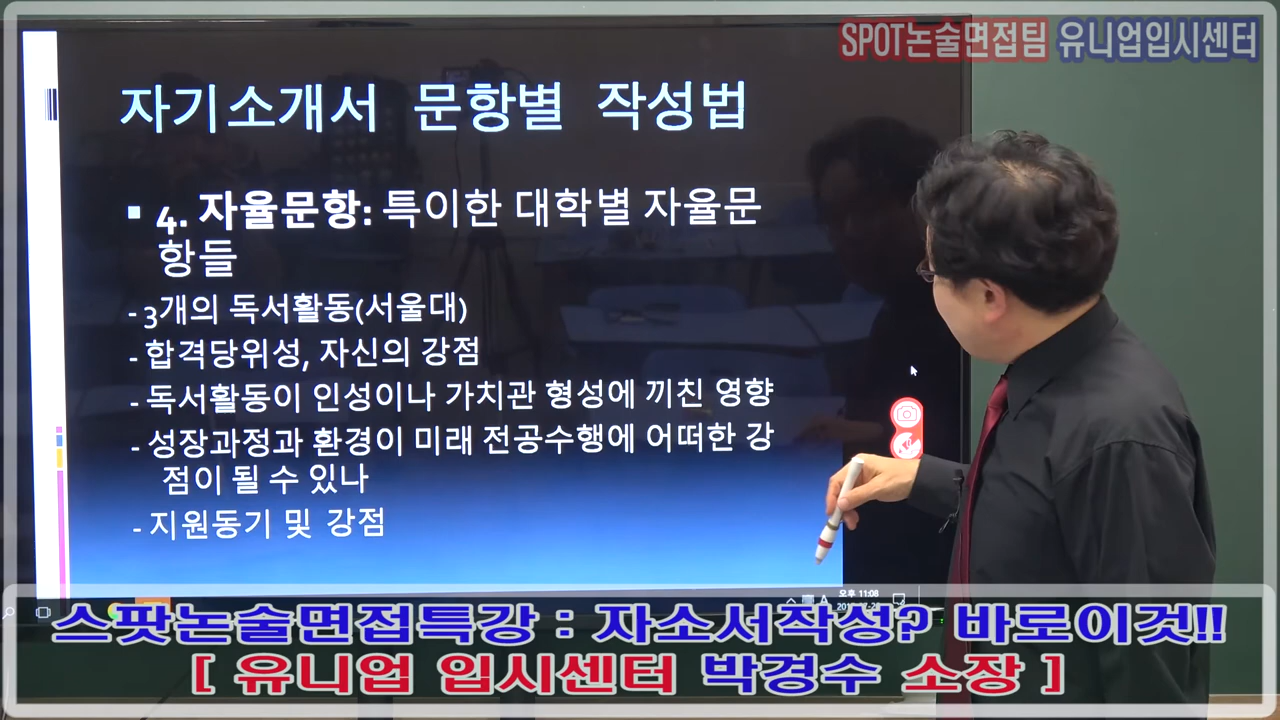 SPOT논술면접팀 유니업입시센터
자기소개서 문항별 작성법
▪ 4. 자율문항: 특이한 대학별 자율문
항들
- 3개의 독서활동(서울대)
- 합격당위성, 자신의 강점
- 독서활동이 인성이나 가치관 형성에 끼친 영향
- 성장과정과 환경이 미래 전공수행에 어떠한 강
점이 될 수 있나
- 지원동기 및 강점
오후 11:08
스팟논술면접특강 : 자소서작성? 바로이것!!
[ 유니업 입시센터 박경수 소장 ]